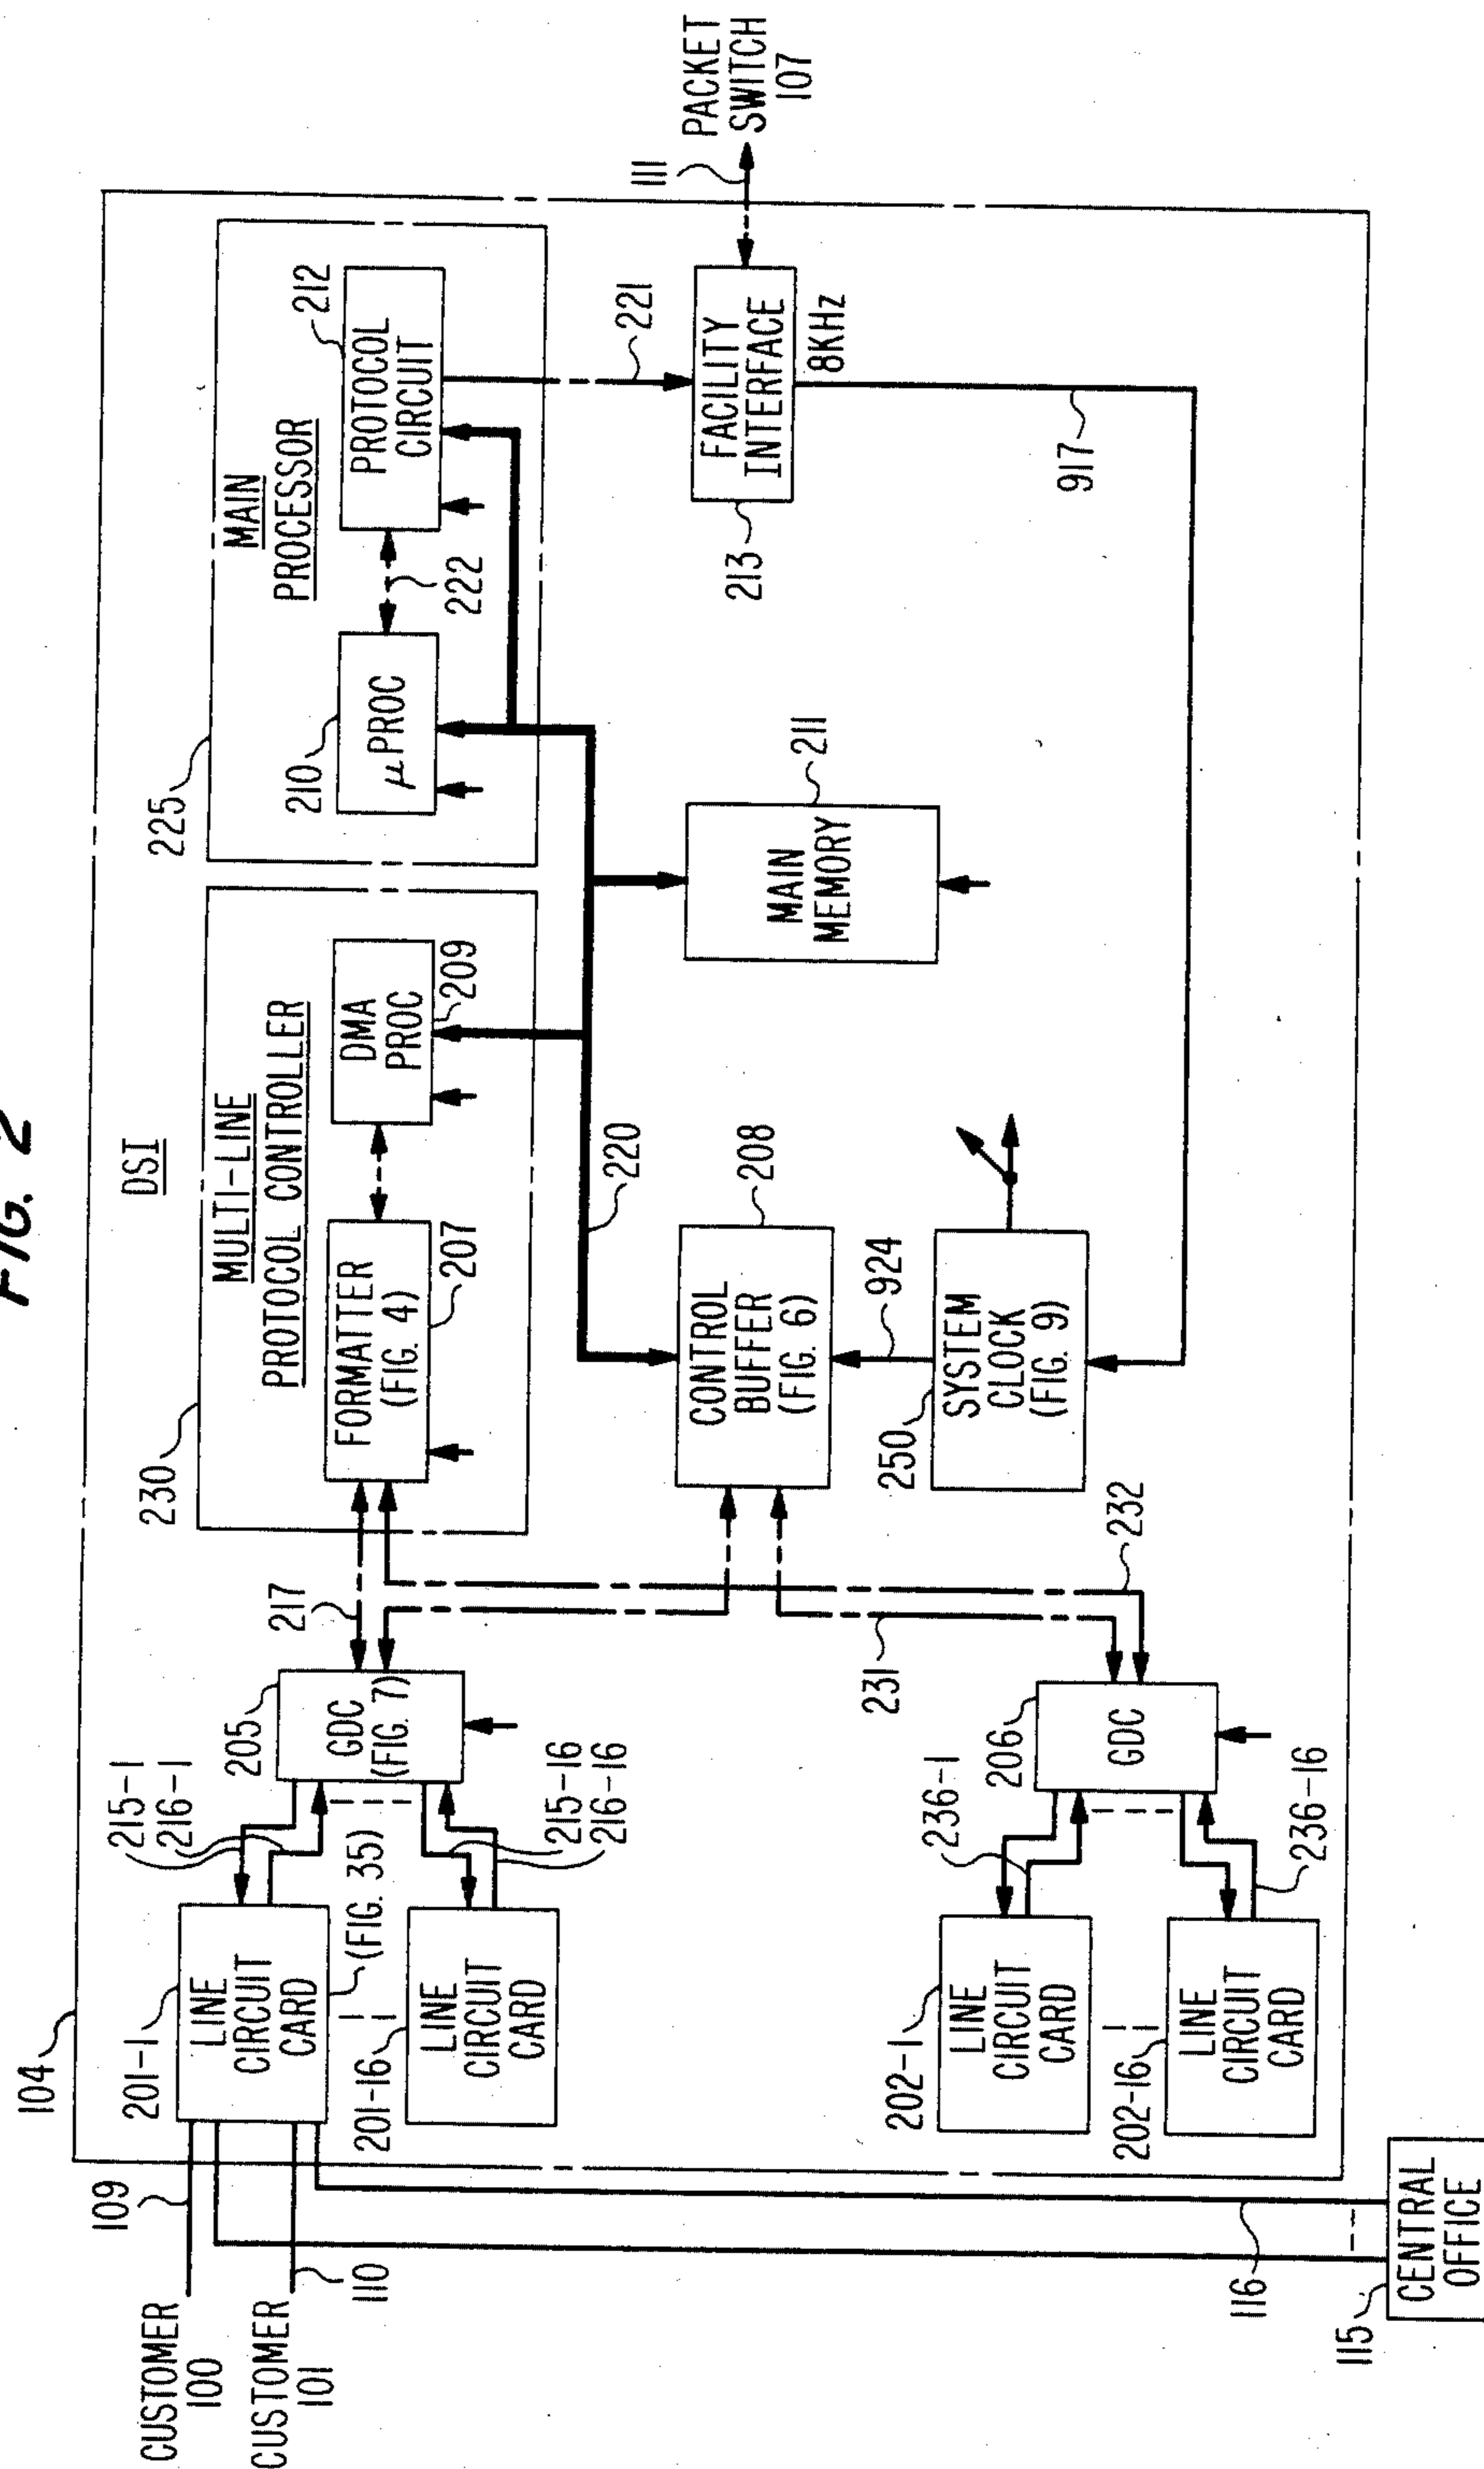 FIG. 2
DSI
104
230
MULTI-LINE
PROTOCOL CONTROLLER
FORMATTER
(FIG. 4)
207
DMA
PROC
209
225
MAIN
PROCESSOR
210
μPROC
222
212
PROTOCOL
CIRCUIT
221
111
PACKET
SWITCH
107
FACILITY
INTERFACE
213
8KHz
917
MAIN
MEMORY
211
220
CONTROL
BUFFER
(FIG. 6)
208
924
SYSTEM
CLOCK
(FIG. 9)
250
217
231
232
205
GDC
(FIG. 7)
215-1
216-1
215-16
216-16
201-1
LINE
CIRCUIT
CARD
(FIG. 35)
201-16
LINE
CIRCUIT
CARD
206
GDC
236-1
236-16
202-1
LINE
CIRCUIT
CARD
202-16
LINE
CIRCUIT
CARD
109
CUSTOMER
100
CUSTOMER
101
110
116
115
CENTRAL
OFFICE